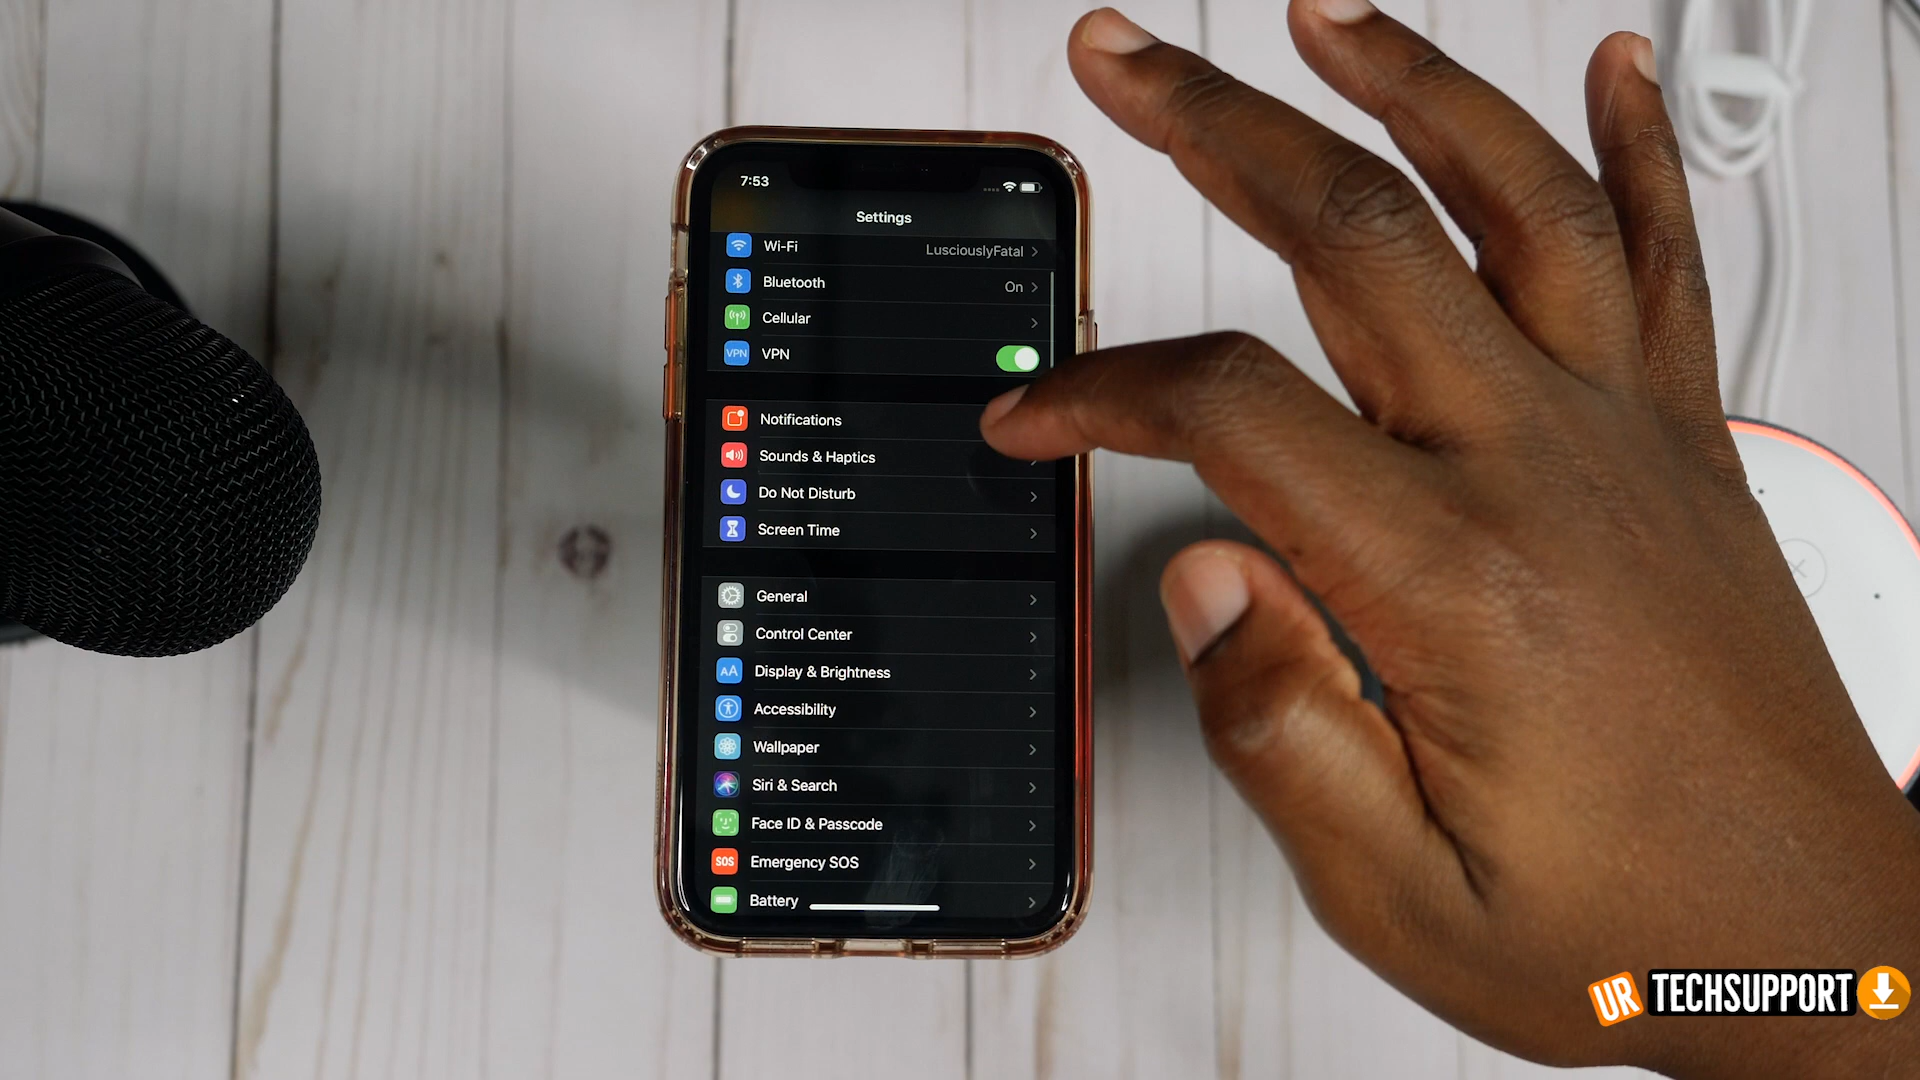 7:53
Settings
Wi-Fi LusciouslyFatal
Bluetooth On
Cellular
VPN VPN
Notifications
Sounds & Haptics
Do Not Disturb
Screen Time
General
Control Center
AA Display & Brightness
Accessibility
Wallpaper
Siri & Search
Face ID & Passcode
SOS Emergency SOS
Battery
UR TECHSUPPORT